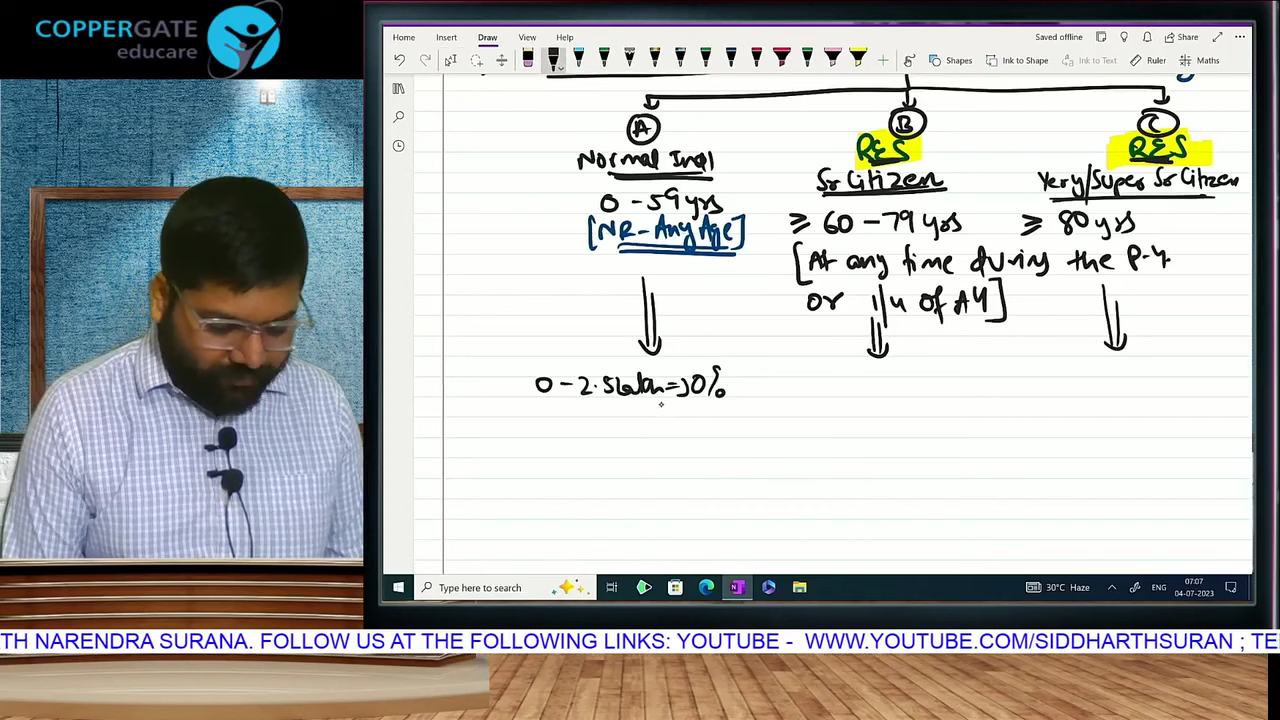 COPPERGATE
educare
Home Insert Draw View Help
Saved offline Share
Shapes Ink to Shape Ink to Text Ruler Maths
A B C
Normal RES RES
Sr Citizen Very/Super Sr Citizen
0 - 59 yrs
[NR - Any Age] ≥ 60 - 79 yrs ≥ 80 yrs
[At any time during the P.Y.
or 1/4 of AY]
0 - 2.5 0%
Type here to search
30°C Haze ENG 07:07
04-07-2023
TH NARENDRA SURANA. FOLLOW US AT THE FOLLOWING LINKS: YOUTUBE - WWW.YOUTUBE.COM/SIDDHARTHSURAN ; TE